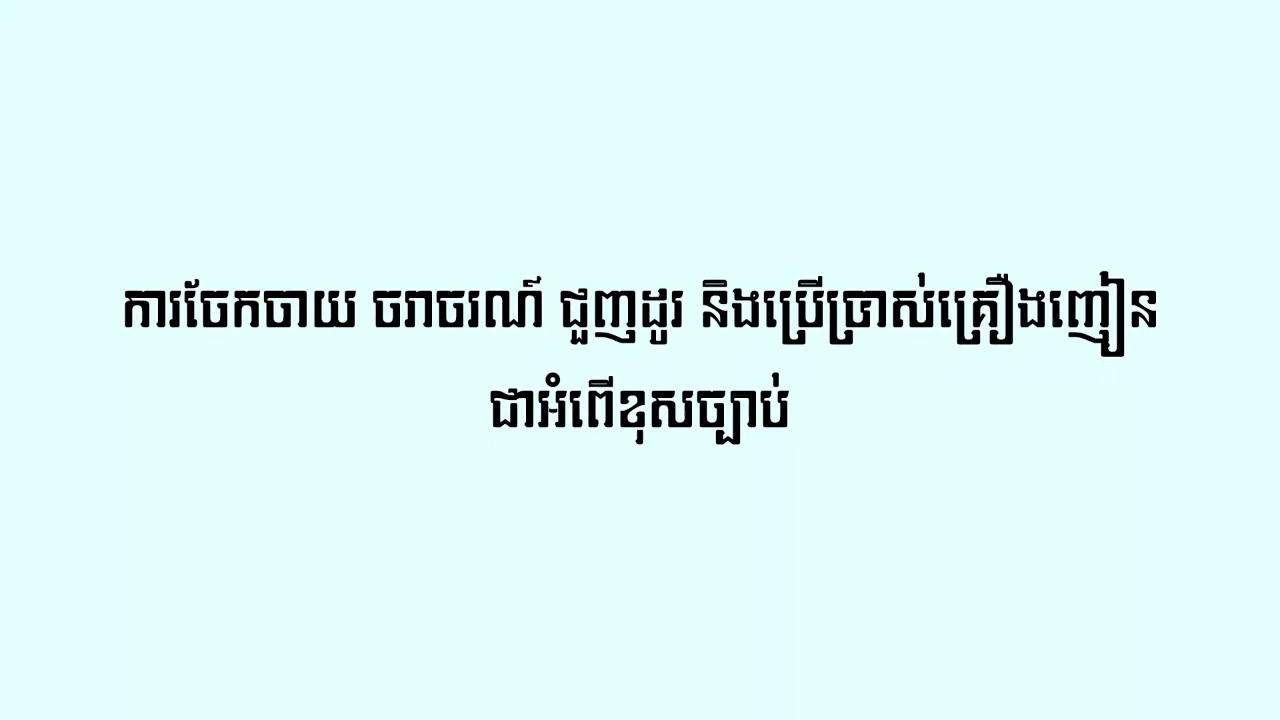 ការចែកចាយ ចរាចរណ៍ ជួញដូរ និងប្រើប្រាស់គ្រឿងញៀន
ជាអំពើខុសច្បាប់